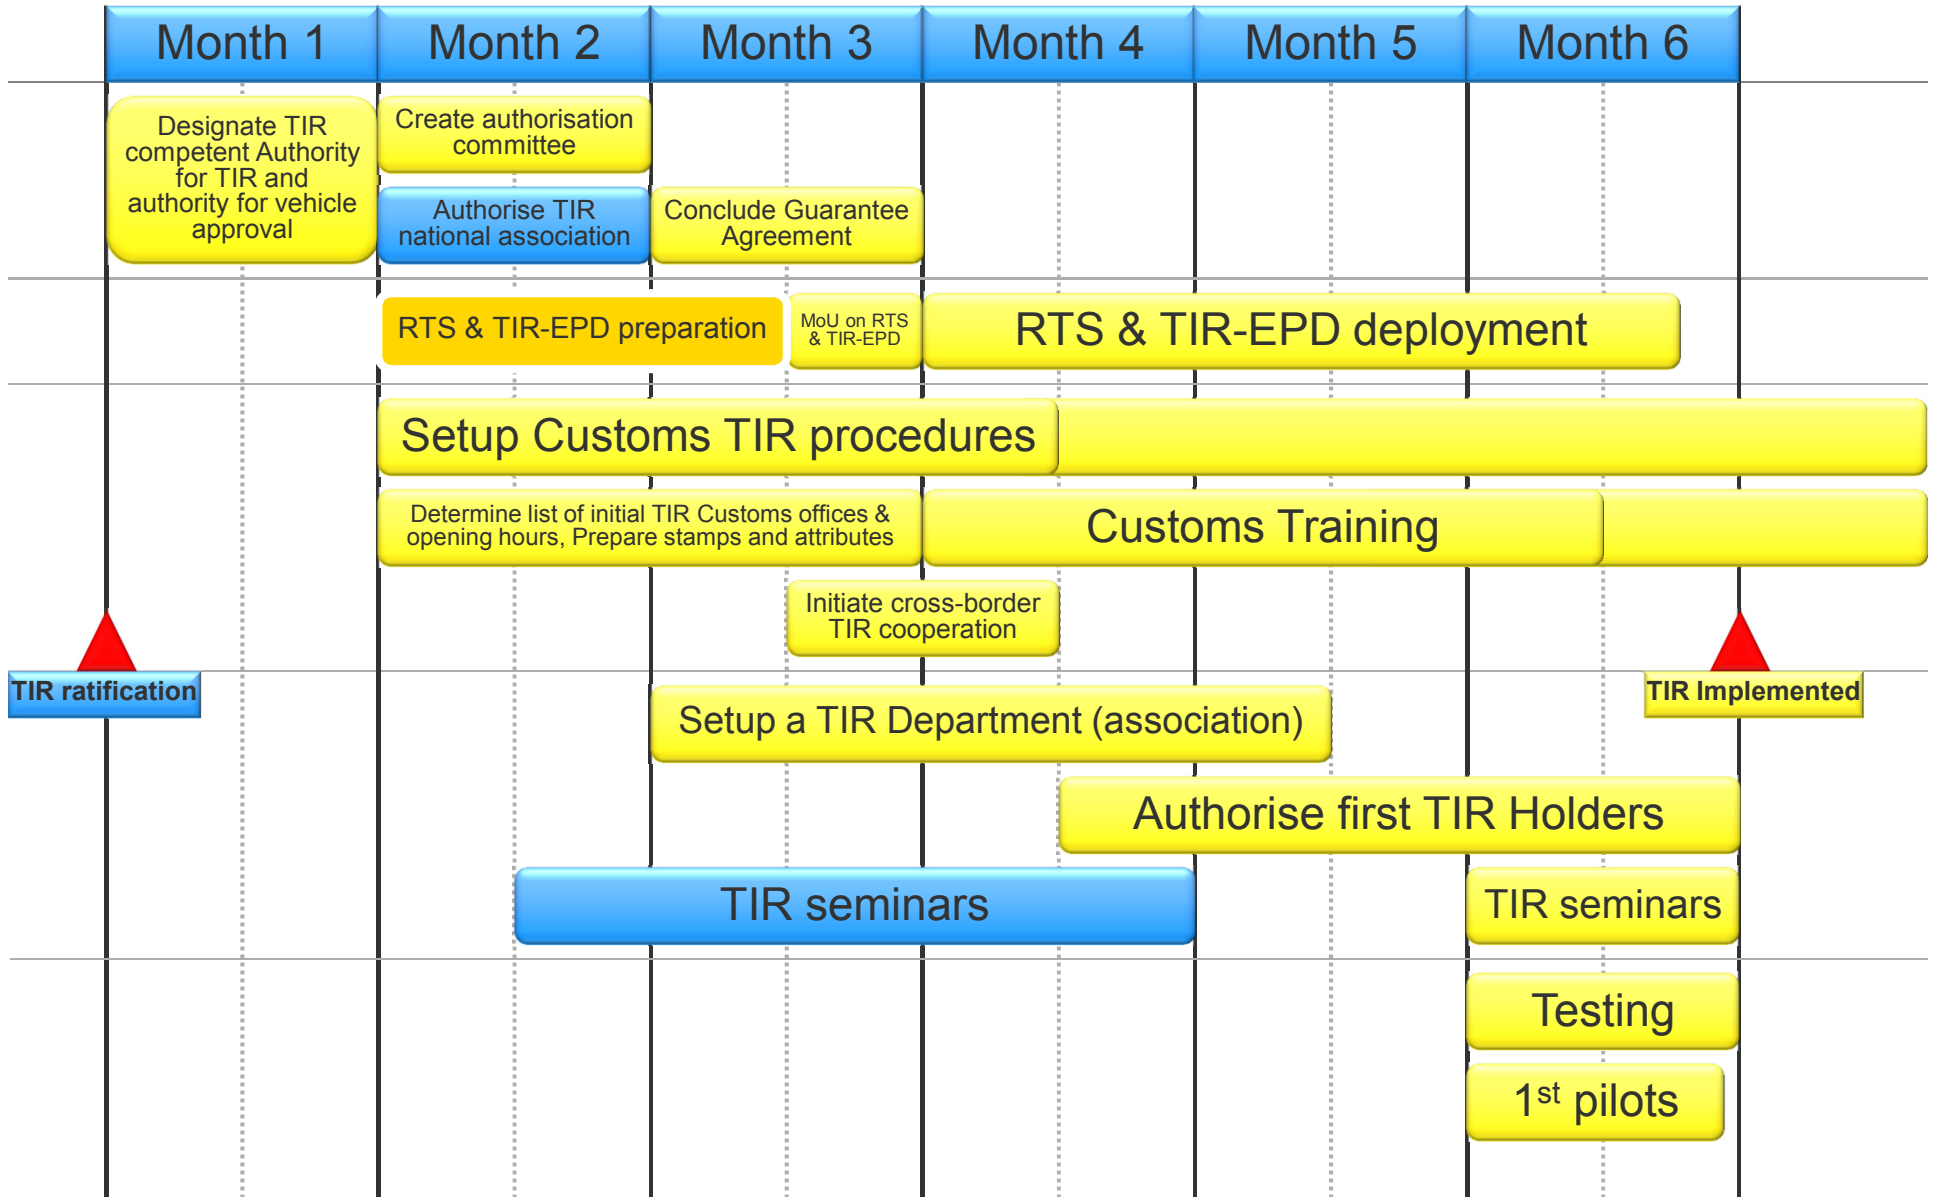 Month 1
Month 2
Month 3
Month 4
Month 5
Month 6
Designate TIR
competent Authority
for TIR and
authority for vehicle
approval
Create authorisation
committee
Authorise TIR
national association
Conclude Guarantee
Agreement
RTS & TIR-EPD preparation
MoU on RTS
& TIR-EPD
RTS & TIR-EPD deployment
Setup Customs TIR procedures
Determine list of initial TIR Customs offices &
opening hours, Prepare stamps and attributes
Customs Training
Initiate cross-border
TIR cooperation
TIR ratification
TIR Implemented
Setup a TIR Department (association)
Authorise first TIR Holders
TIR seminars
TIR seminars
Testing
1st pilots